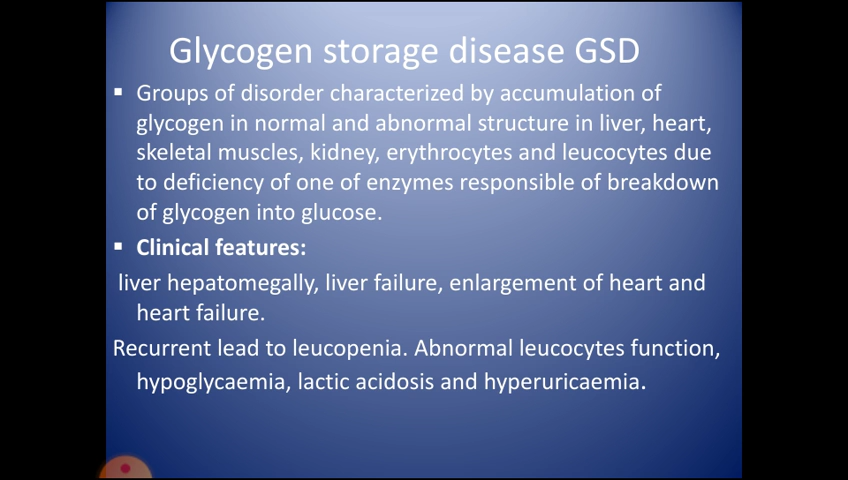 Glycogen storage disease GSD
▪ Groups of disorder characterized by accumulation of
glycogen in normal and abnormal structure in liver, heart,
skeletal muscles, kidney, erythrocytes and leucocytes due
to deficiency of one of enzymes responsible of breakdown
of glycogen into glucose.
▪ Clinical features:
liver hepatomegally, liver failure, enlargement of heart and
heart failure.
Recurrent lead to leucopenia. Abnormal leucocytes function,
hypoglycaemia, lactic acidosis and hyperuricaemia.